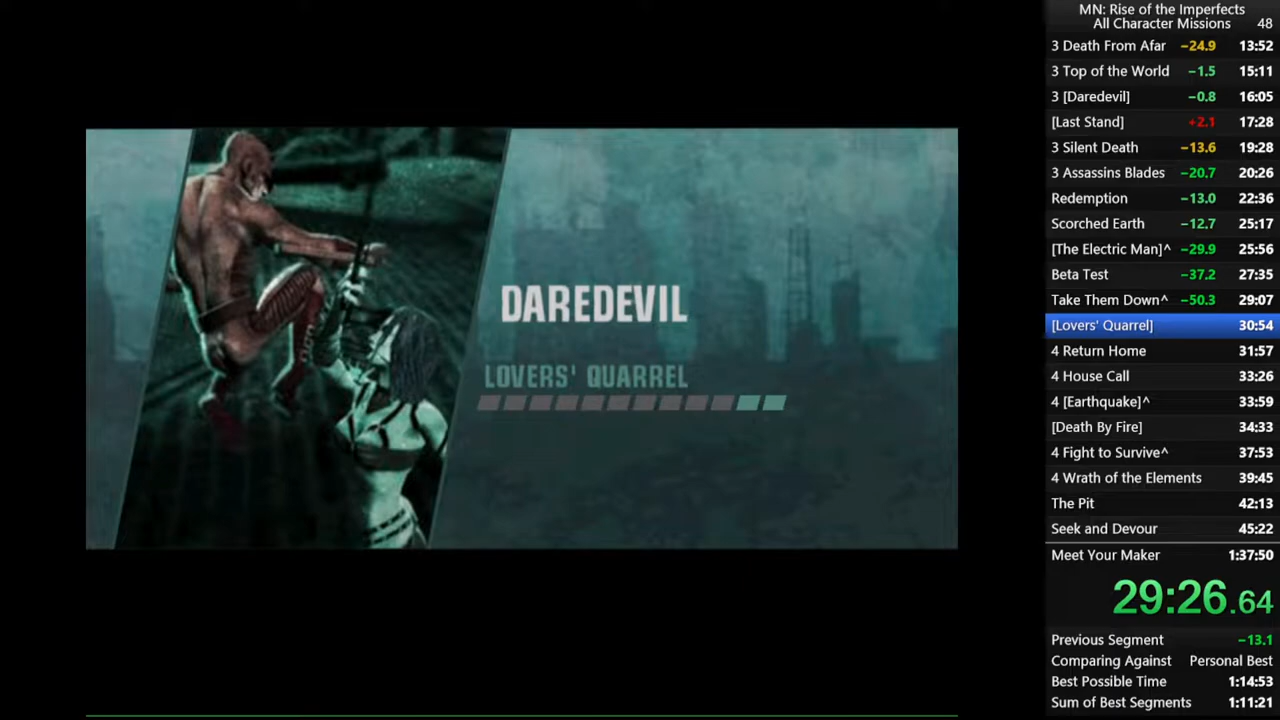 DAREDEVIL
LOVERS' QUARREL
MN: Rise of the Imperfects
All Character Missions 48
3 Death From Afar −24.9 13:52
3 Top of the World −1.5 15:11
3 [Daredevil] −0.8 16:05
[Last Stand] +2.1 17:28
3 Silent Death −13.6 19:28
3 Assassins Blades −20.7 20:26
Redemption −13.0 22:36
Scorched Earth −12.7 25:17
[The Electric Man]^ −29.9 25:56
Beta Test −37.2 27:35
Take Them Down^ −50.3 29:07
[Lovers' Quarrel] 30:54
4 Return Home 31:57
4 House Call 33:26
4 [Earthquake]^ 33:59
[Death By Fire] 34:33
4 Fight to Survive^ 37:53
4 Wrath of the Elements 39:45
The Pit 42:13
Seek and Devour 45:22
Meet Your Maker 1:37:50
29:26.64
Previous Segment −13.1
Comparing Against Personal Best
Best Possible Time 1:14:53
Sum of Best Segments 1:11:21